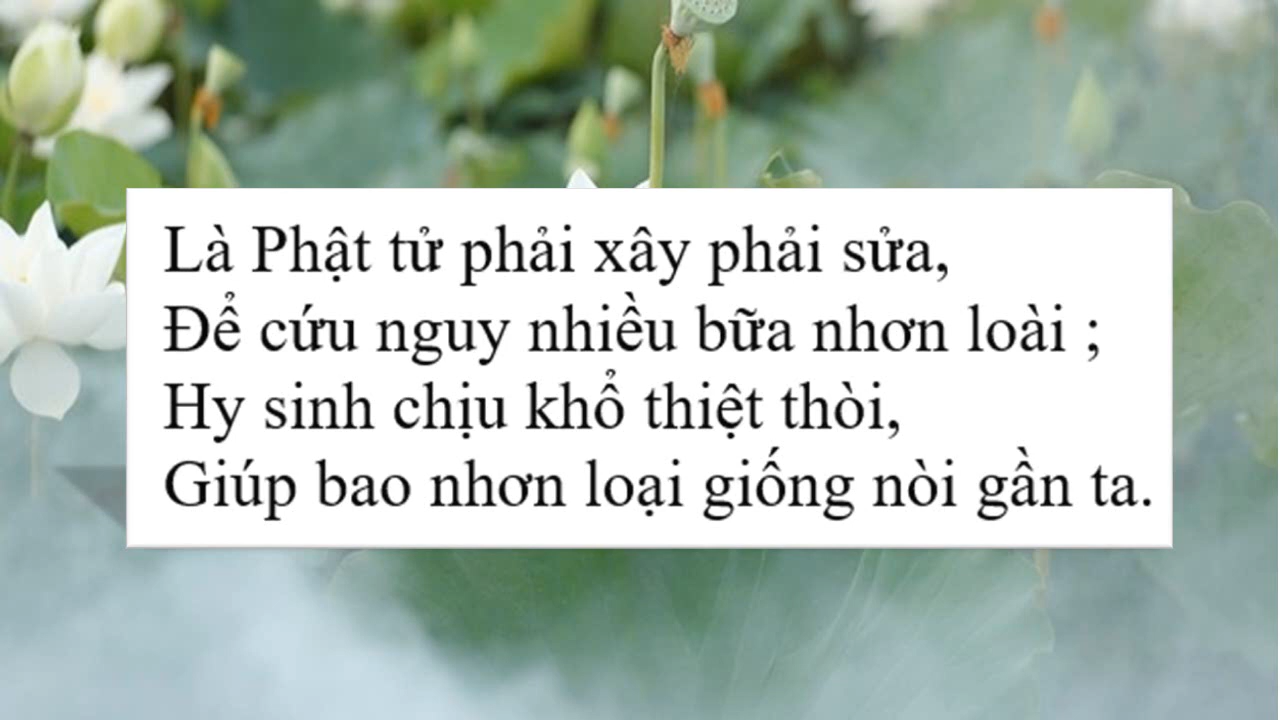 Là Phật tử phải xây phải sửa,
Để cứu nguy nhiều bữa nhơn loài ;
Hy sinh chịu khổ thiệt thòi,
Giúp bao nhơn loại giống nòi gần ta.